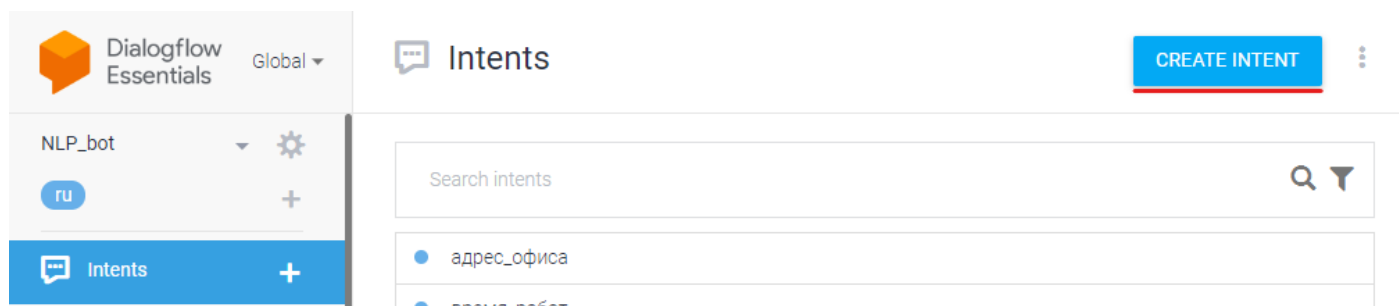 Dialogflow
Essentials
Global
Intents
CREATE INTENT
NLP_bot
ru
Search intents
Intents
адрес_офиса